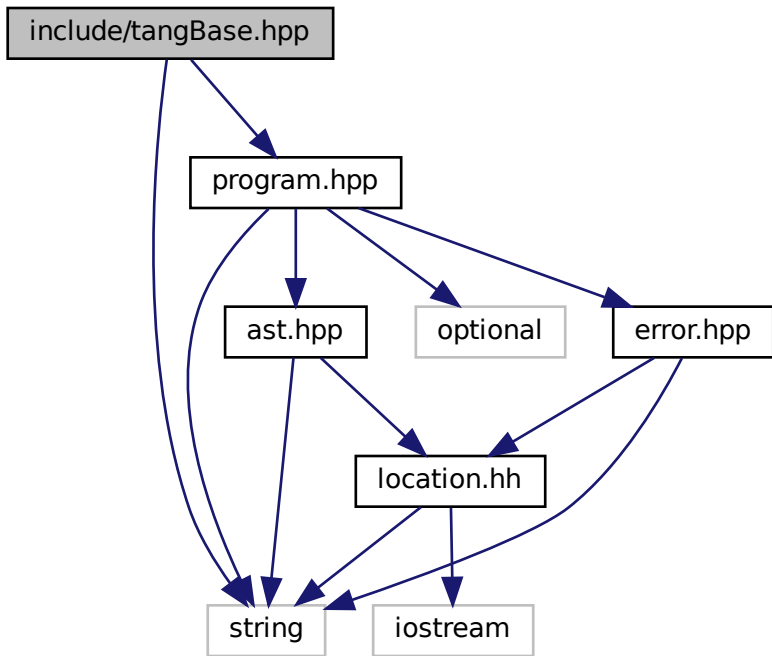 include/tangBase.hpp
program.hpp
ast.hpp
optional
error.hpp
location.hh
string
iostream